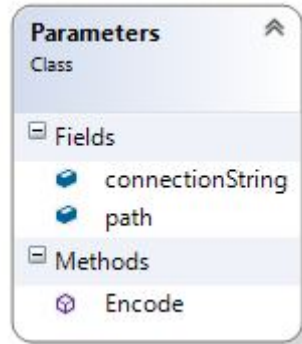 Parameters
Class
Fields
connectionString
path
Methods
Encode